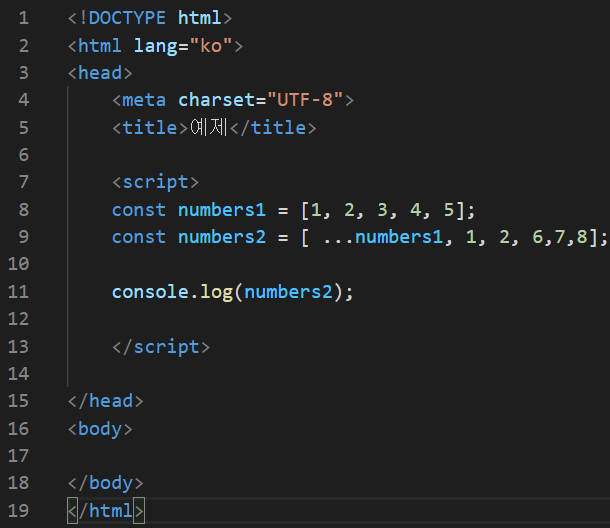 1 <!DOCTYPE html>
2 <html lang="ko">
3 <head>
4 <meta charset="UTF-8">
5 <title>예제</title>
6
7 <script>
8 const numbers1 = [1, 2, 3, 4, 5];
9 const numbers2 = [ ...numbers1, 1, 2, 6,7,8];
10
11 console.log(numbers2);
12
13 </script>
14
15 </head>
16 <body>
17
18 </body>
19 </html>